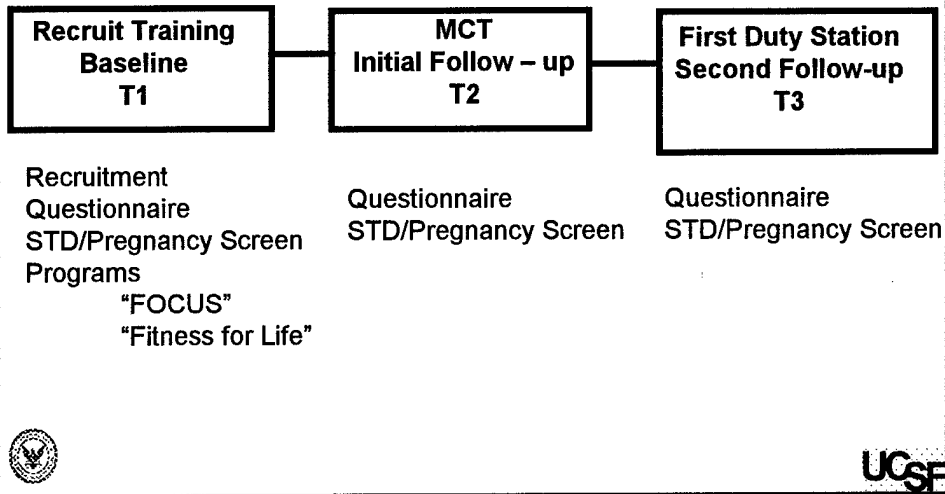 Recruit Training
Baseline
T1
MCT
Initial Follow – up
T2
First Duty Station
Second Follow-up
T3
Recruitment
Questionnaire
STD/Pregnancy Screen
Programs
“FOCUS”
“Fitness for Life”
Questionnaire
STD/Pregnancy Screen
Questionnaire
STD/Pregnancy Screen
UCSF